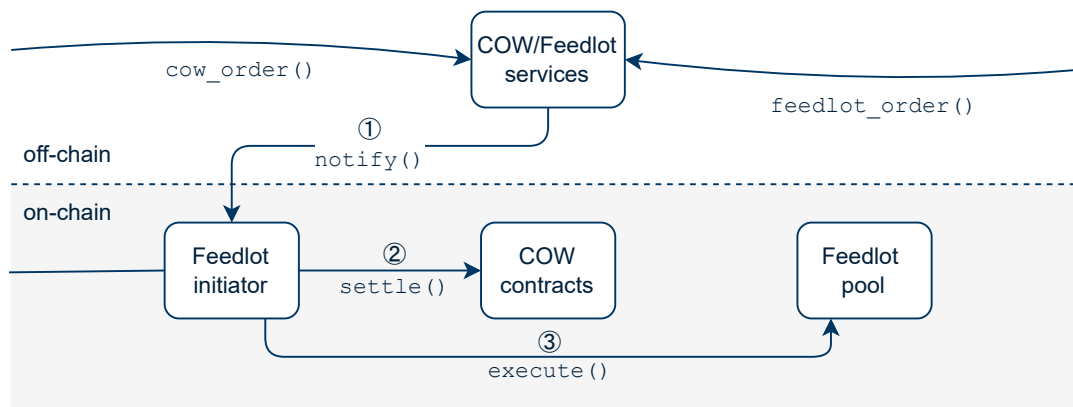 COW/Feedlot
services
cow_order()
feedlot_order()
①
notify()
off-chain
on-chain
Feedlot
initiator
②
settle()
COW
contracts
Feedlot
pool
③
execute()